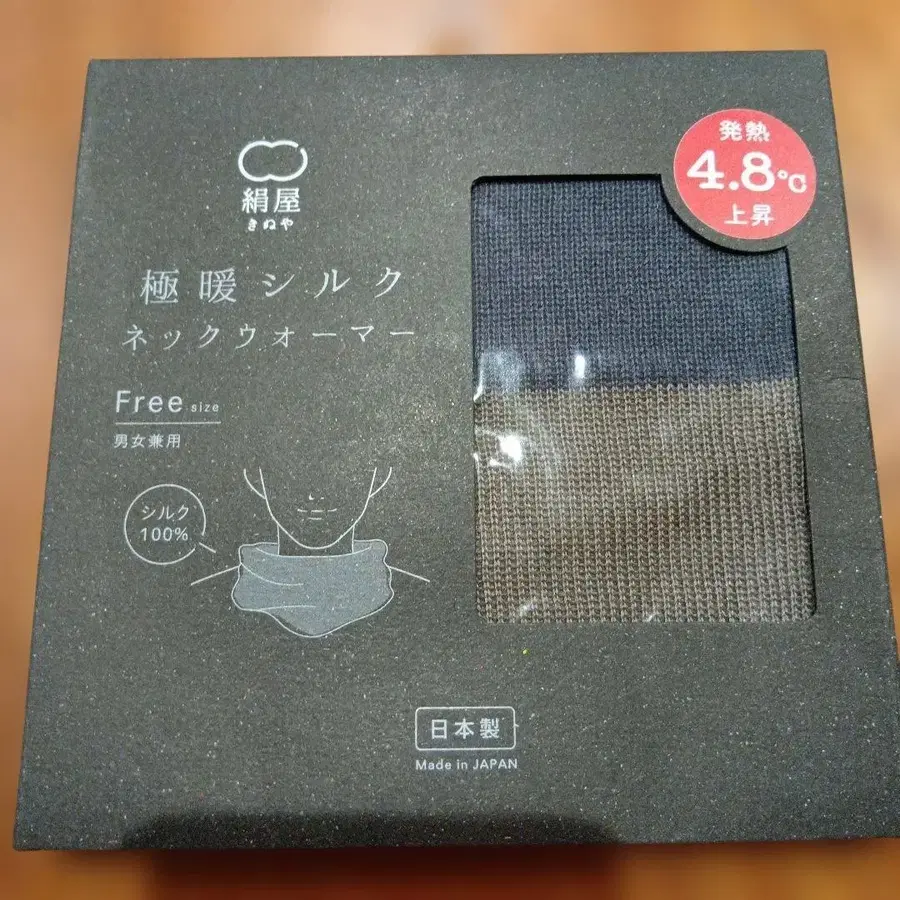 絹屋
きぬや
極暖シルク
ネックウォーマー
Free size
男女兼用
シルク
100%
発熱
4.8℃
上昇
日本製
Made in JAPAN